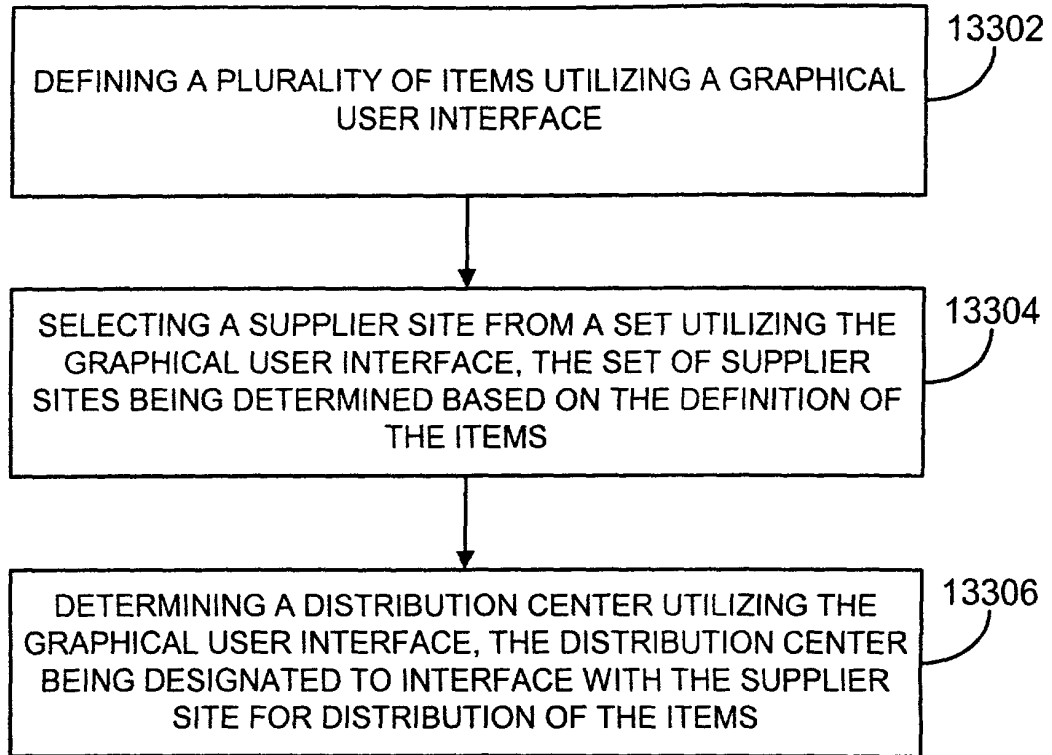 13302
DEFINING A PLURALITY OF ITEMS UTILIZING A GRAPHICAL
USER INTERFACE
13304
SELECTING A SUPPLIER SITE FROM A SET UTILIZING THE
GRAPHICAL USER INTERFACE, THE SET OF SUPPLIER
SITES BEING DETERMINED BASED ON THE DEFINITION OF
THE ITEMS
13306
DETERMINING A DISTRIBUTION CENTER UTILIZING THE
GRAPHICAL USER INTERFACE, THE DISTRIBUTION CENTER
BEING DESIGNATED TO INTERFACE WITH THE SUPPLIER
SITE FOR DISTRIBUTION OF THE ITEMS